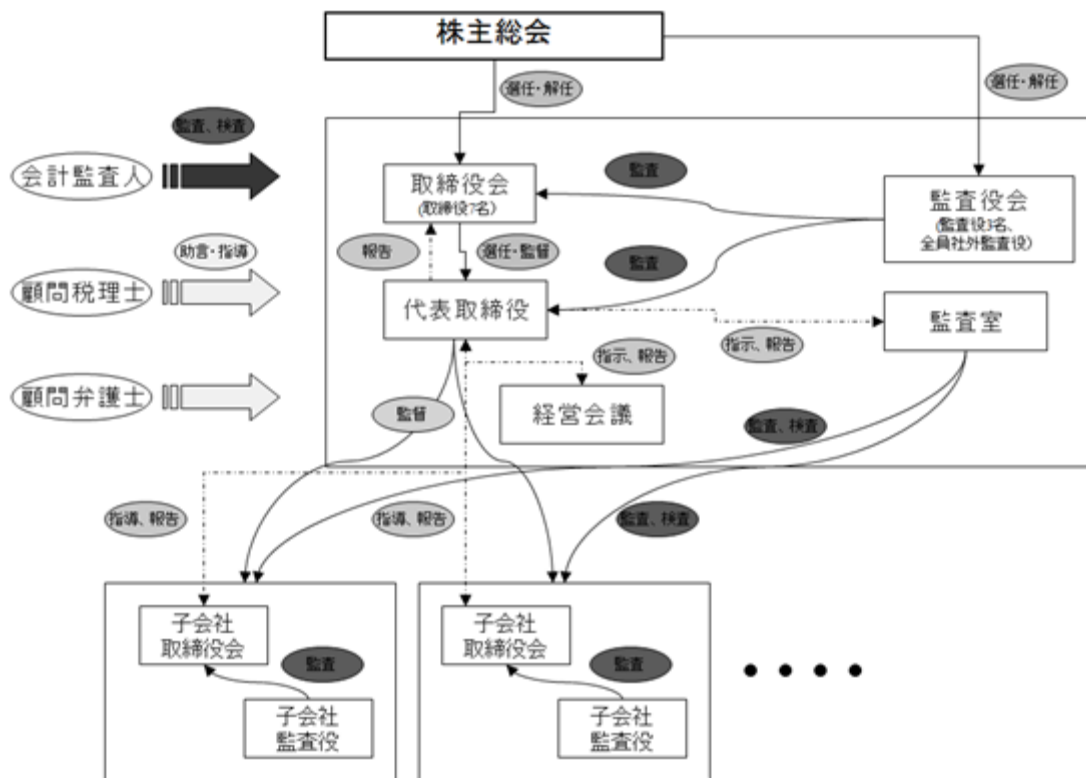 株主総会
選任・解任
選任・解任
監査、検査
会計監査人
取締役会
(取締役7名)
監査
監査役会
(監査役3名、
全員社外監査役)
助言・指導
報告
選任・監督
監査
顧問税理士
代表取締役
監査室
指示、報告
指示、報告
顧問弁護士
監督
経営会議
監査、検査
指導、報告
指導、報告
監査、検査
子会社
取締役会
監査
子会社
監査役
子会社
取締役会
監査
子会社
監査役